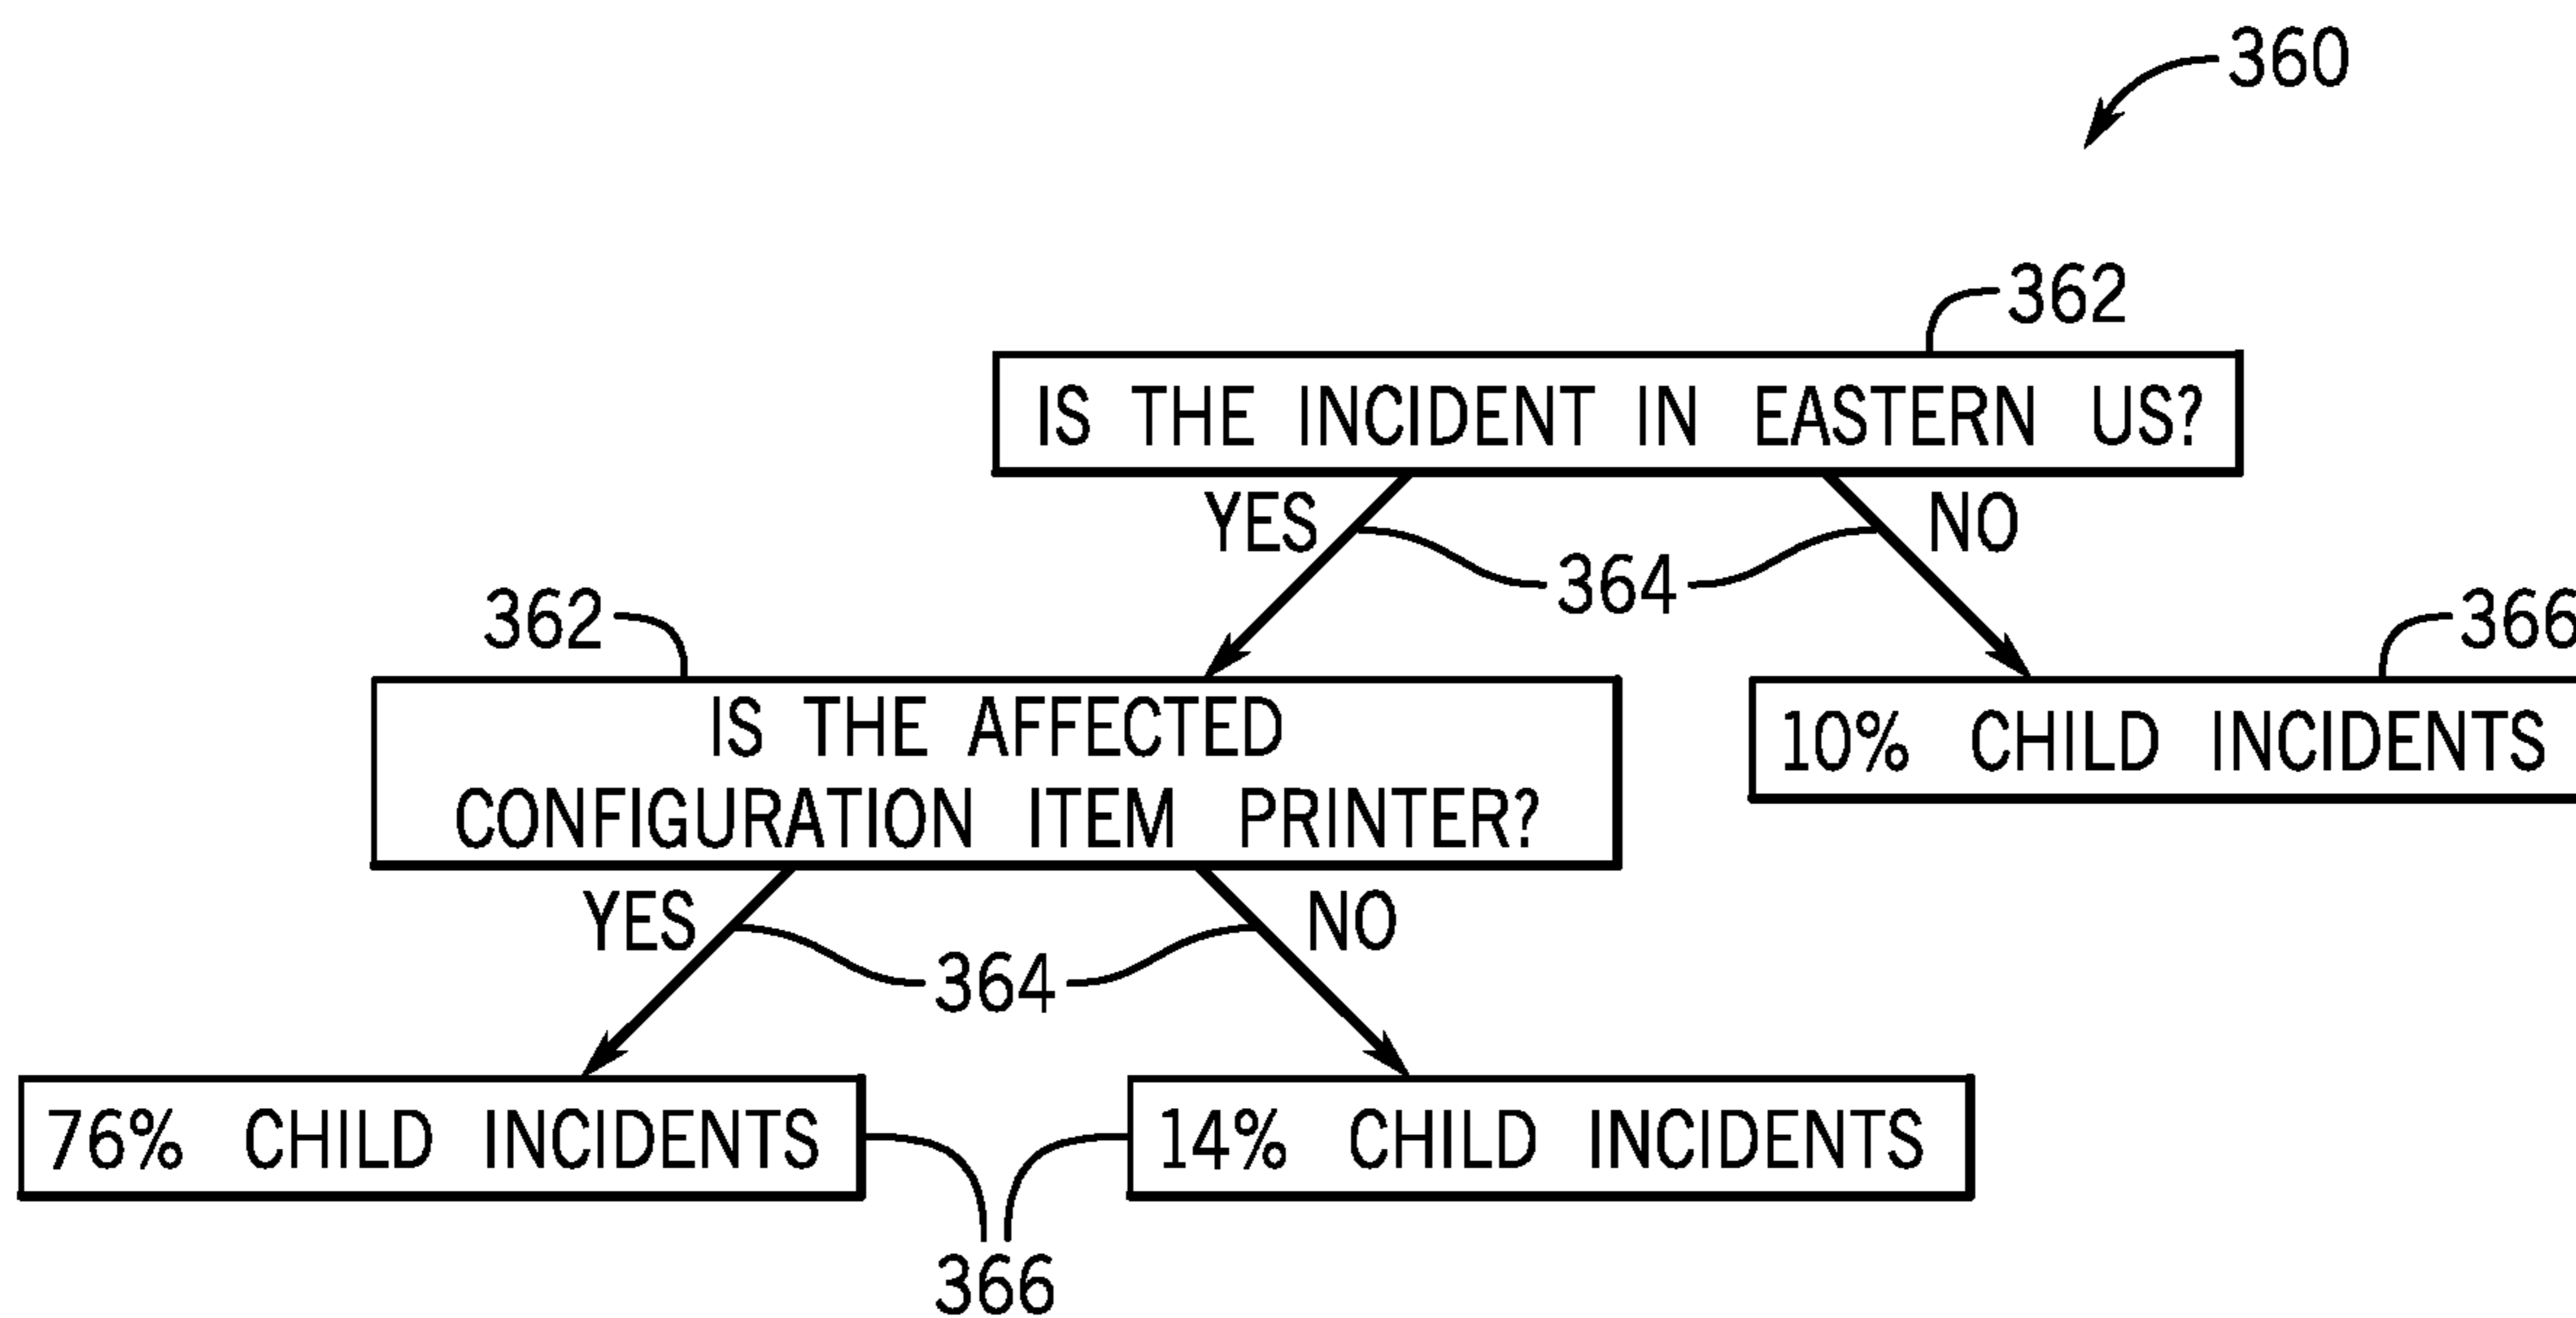 360
362
IS THE INCIDENT IN EASTERN US?
YES
NO
364
362
366
IS THE AFFECTED
CONFIGURATION ITEM PRINTER?
10% CHILD INCIDENTS
YES
NO
364
76% CHILD INCIDENTS
14% CHILD INCIDENTS
366